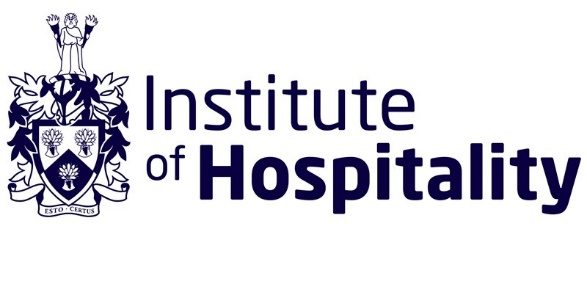 Institute
of Hospitality
ESTO · CERTUS